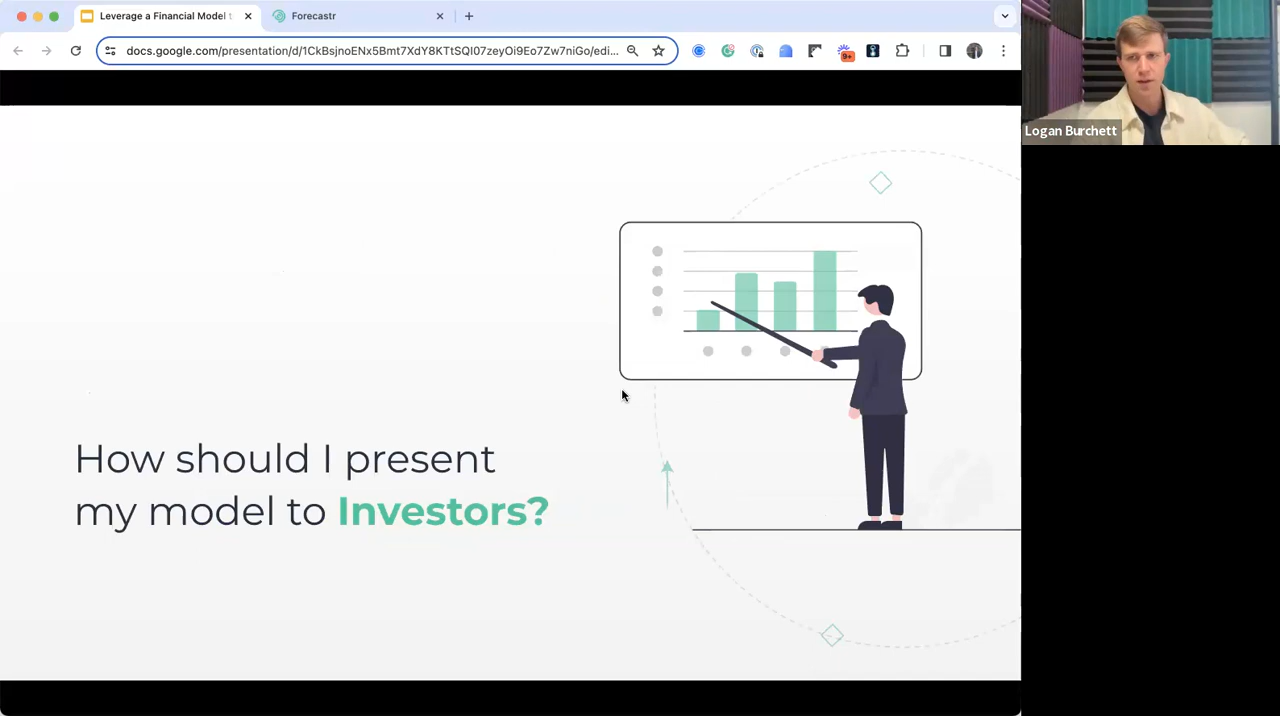 Leverage a Financial Model t
Forecastr
docs.google.com/presentation/d/1CkBsjnoENx5Bmt7XdY8KTtSQI07zeyOi9Eo7Zw7niGo/edi...
9+
Logan Burchett
How should I present
my model to Investors?